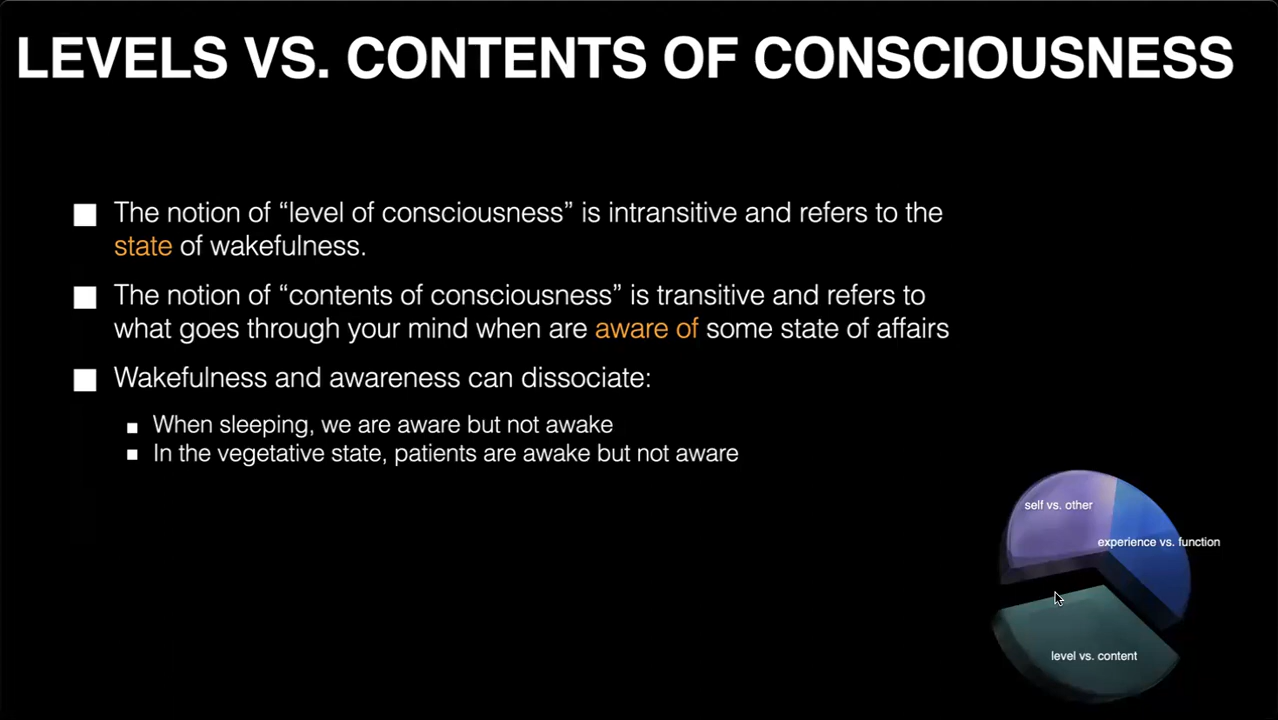 LEVELS VS. CONTENTS OF CONSCIOUSNESS
The notion of “level of consciousness” is intransitive and refers to the
state of wakefulness.
The notion of “contents of consciousness” is transitive and refers to
what goes through your mind when are aware of some state of affairs
Wakefulness and awareness can dissociate:
When sleeping, we are aware but not awake
In the vegetative state, patients are awake but not aware
self vs. other
experience vs. function
level vs. content